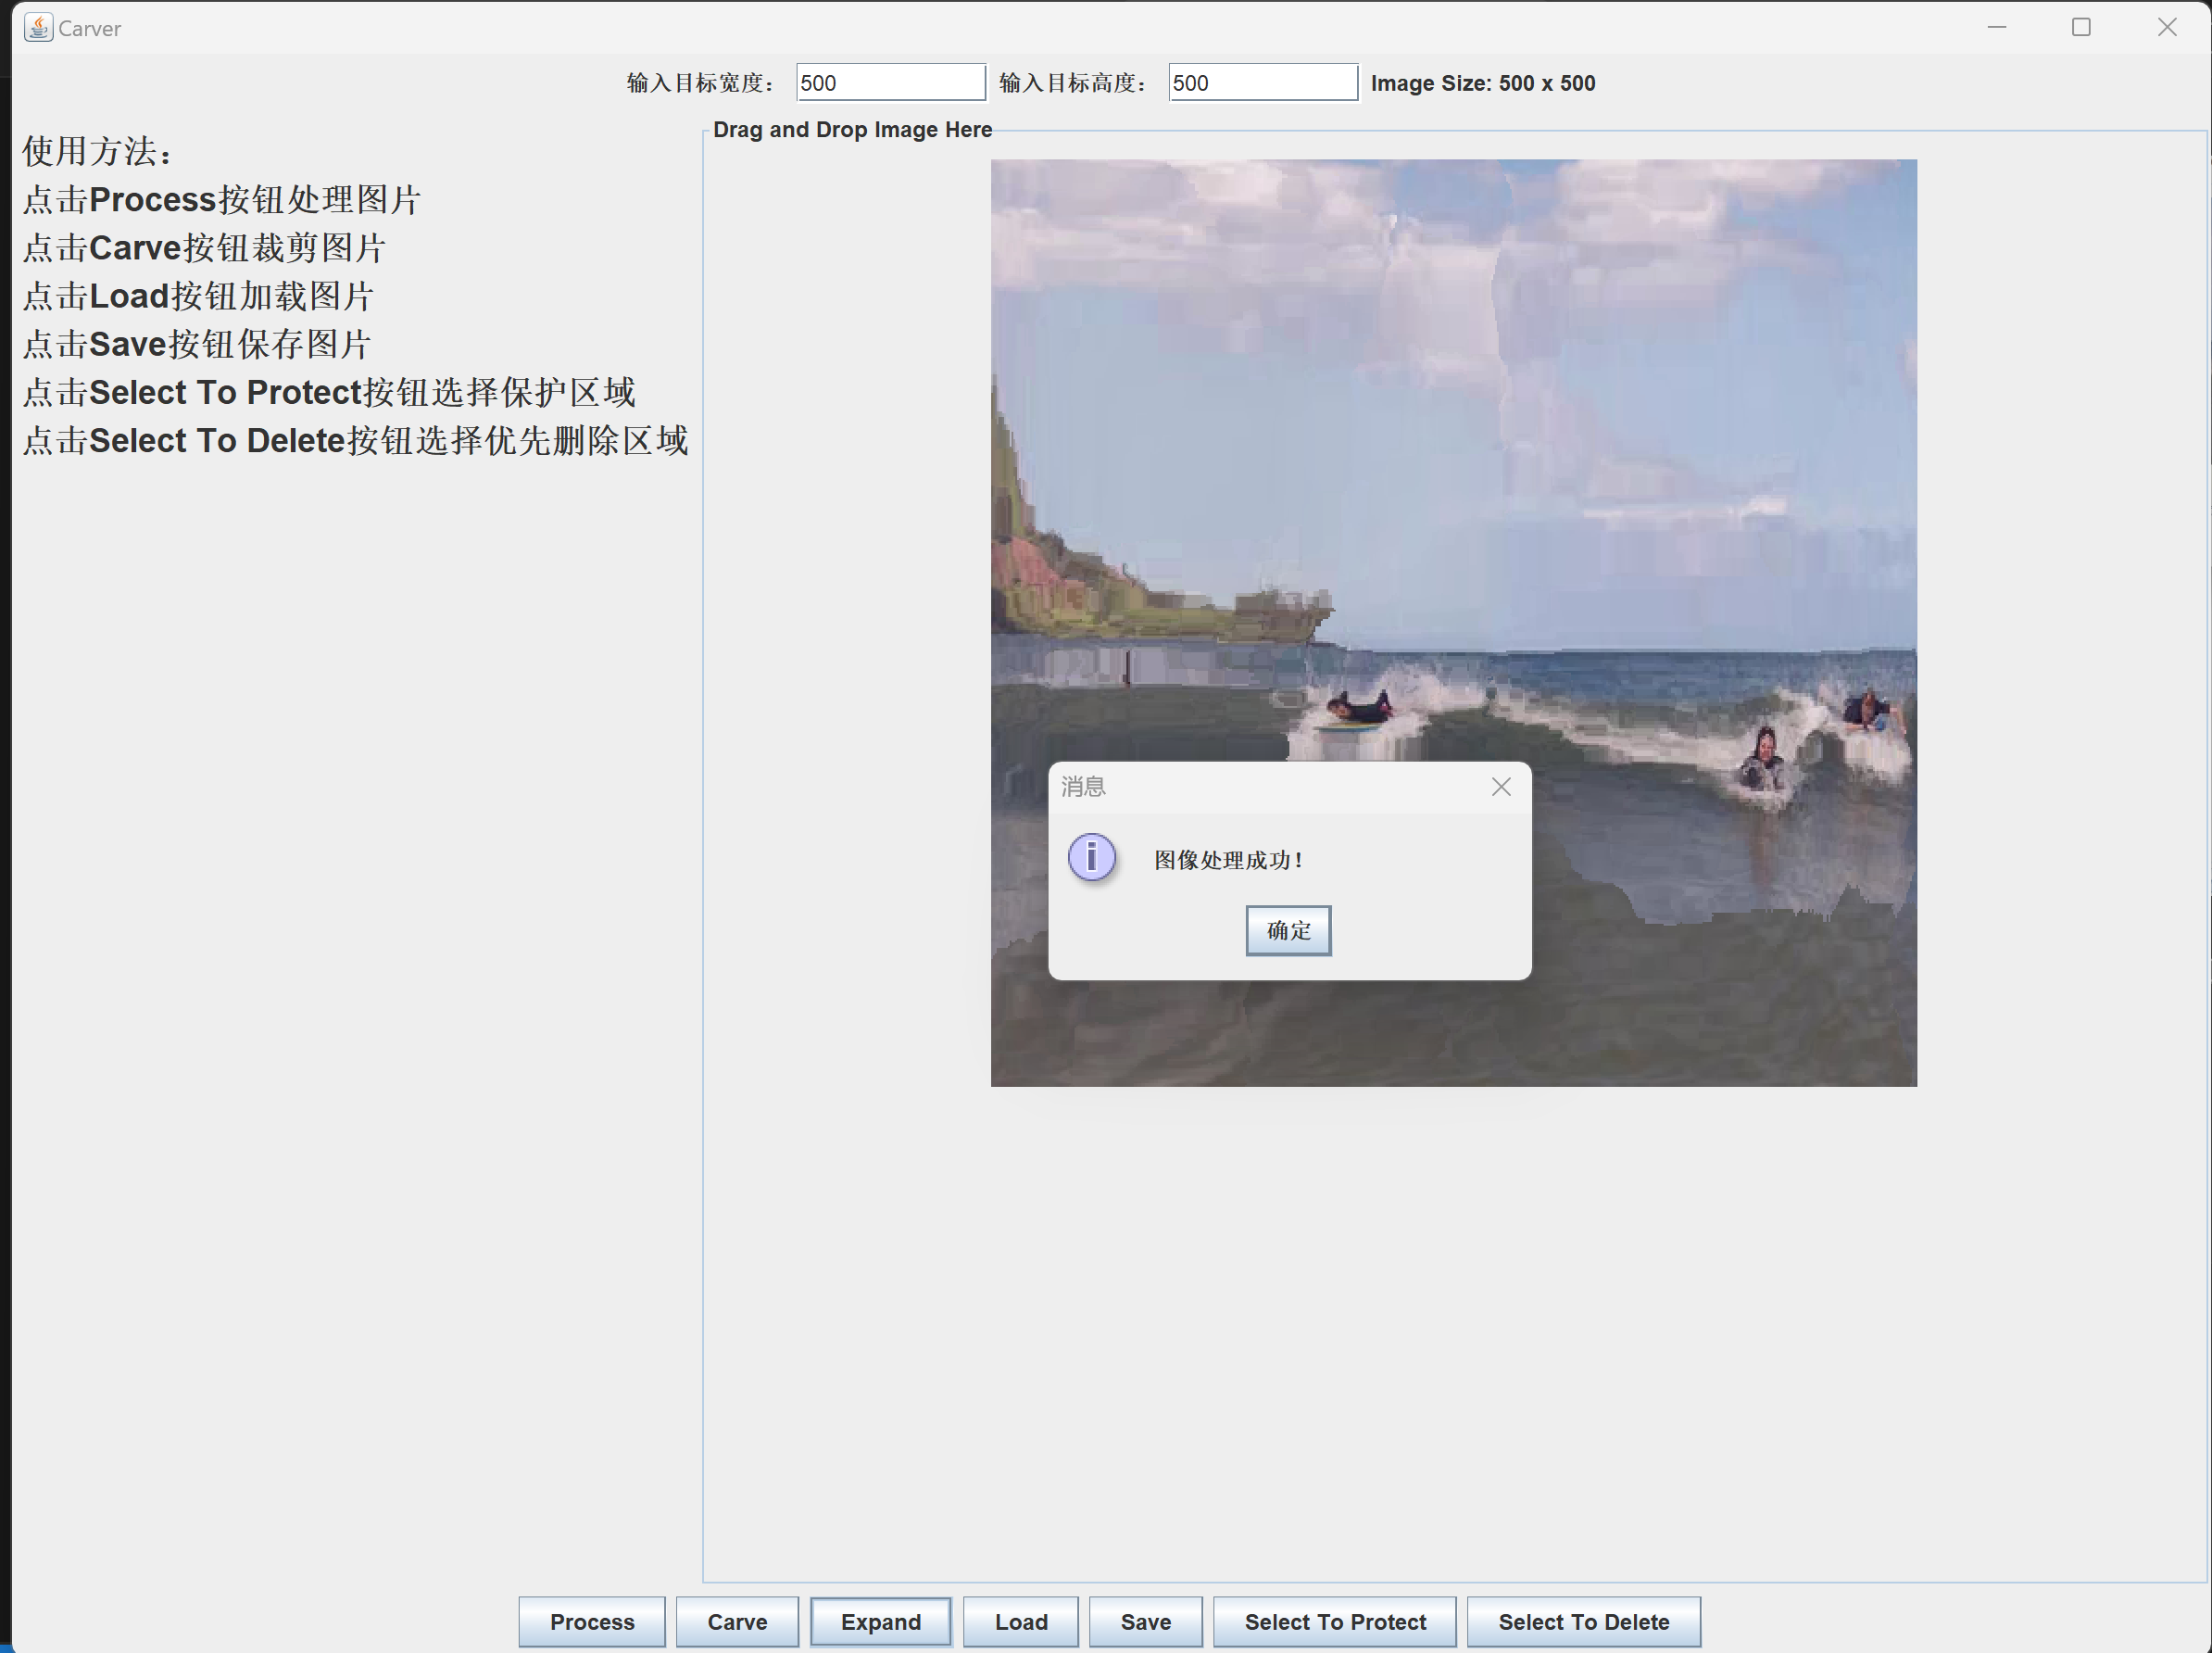 Carver
输入目标宽度： 500 输入目标高度： 500 Image Size: 500 x 500
Drag and Drop Image Here
使用方法：
点击Process按钮处理图片
点击Carve按钮裁剪图片
点击Load按钮加载图片
点击Save按钮保存图片
点击Select To Protect按钮选择保护区域
点击Select To Delete按钮选择优先删除区域
消息
图像处理成功！
确定
Process Carve Expand Load Save Select To Protect Select To Delete